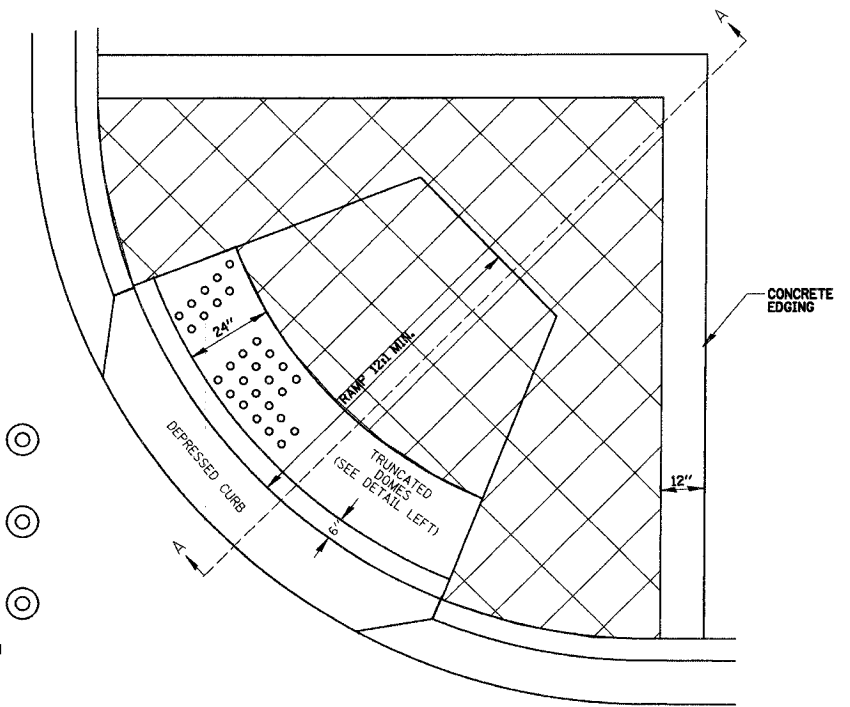 A
CONCRETE
EDGING
24"
RAMP 12:1 MIN.
TRUNCATED
DOMES
(SEE DETAIL LEFT)
DEPRESSED CURB
6"
12"
A